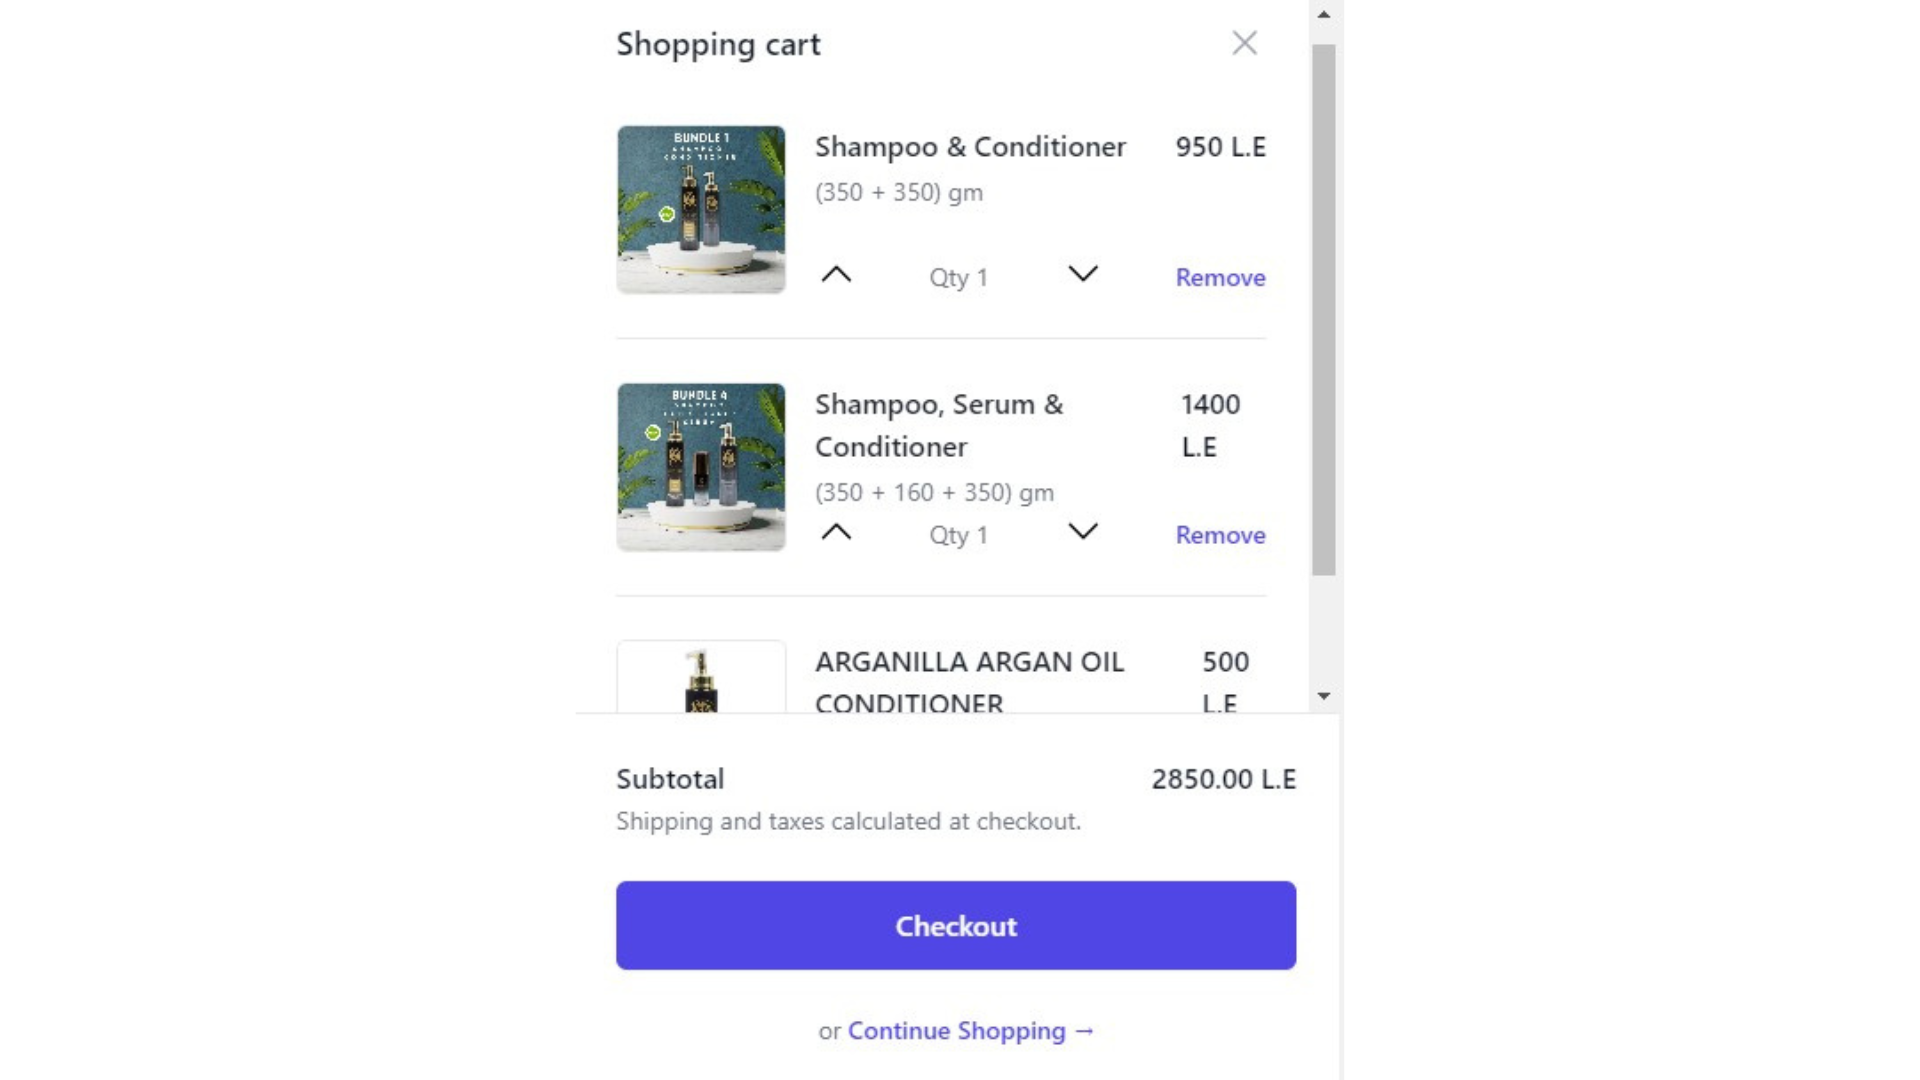 Shopping cart
BUNDLE 1
Shampoo & Conditioner
950 L.E
(350 + 350) gm
Qty 1
Remove
BUNDLE 4
Shampoo, Serum &
1400
Conditioner
L.E
(350 + 160 + 350) gm
Qty 1
Remove
ARGANILLA ARGAN OIL
500
CONDITIONER
L.E
Subtotal
2850.00 L.E
Shipping and taxes calculated at checkout.
Checkout
or Continue Shopping →